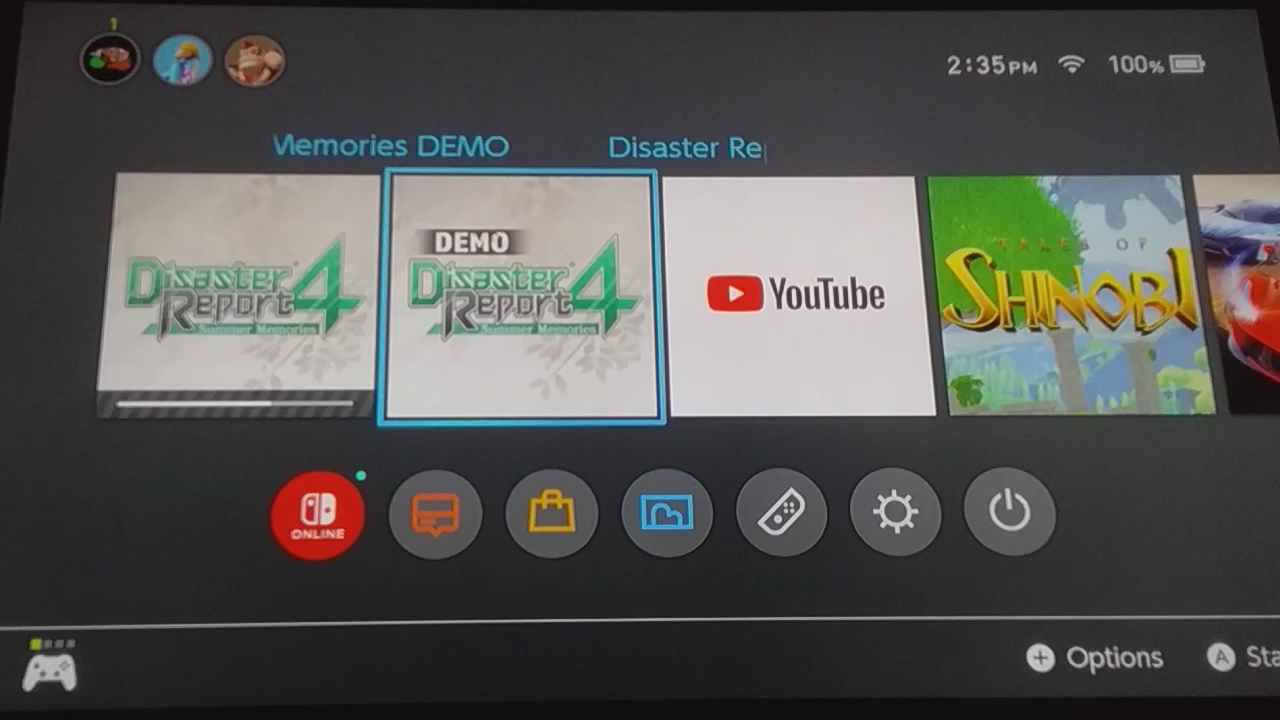 1
2:35PM 100%
Memories DEMO Disaster Re
Disaster Report 4
Summer Memories
DEMO
Disaster Report 4
Summer Memories
YouTube
TALES OF
SHINOBI
ONLINE
+ Options A Sta